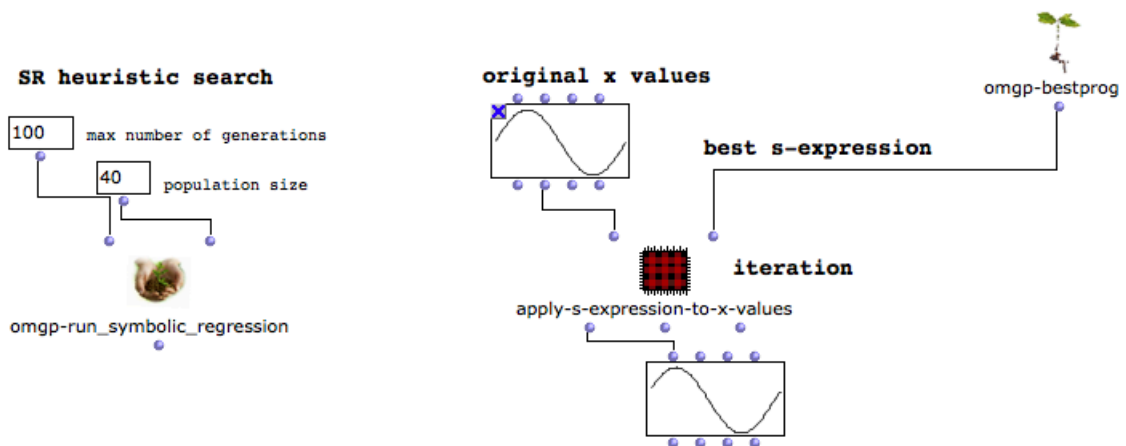 SR heuristic search
100
max number of generations
40
population size
omgp-run_symbolic_regression
original x values
omgp-bestprog
best s-expression
iteration
apply-s-expression-to-x-values